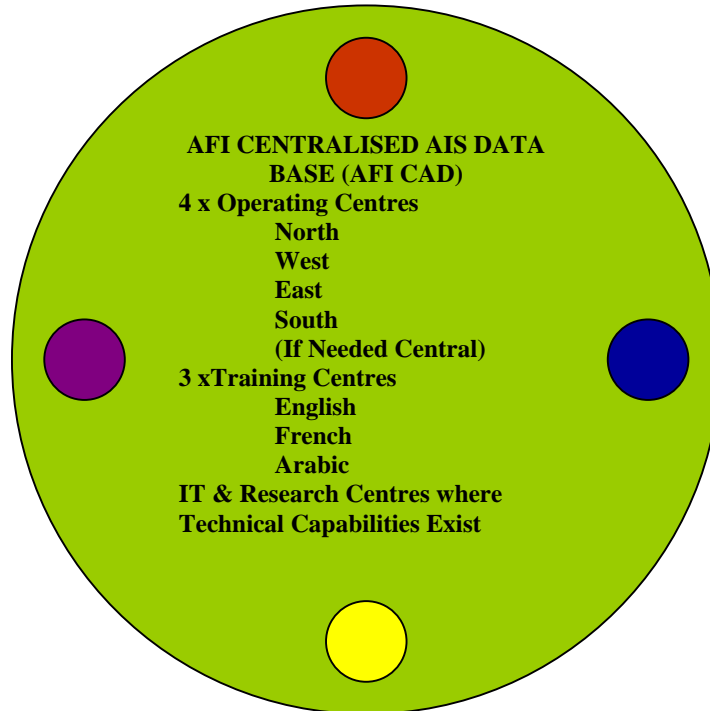 AFI CENTRALISED AIS DATA
BASE (AFI CAD)
4 x Operating Centres
North
West
East
South
(If Needed Central)
3 xTraining Centres
English
French
Arabic
IT & Research Centres where
Technical Capabilities Exist